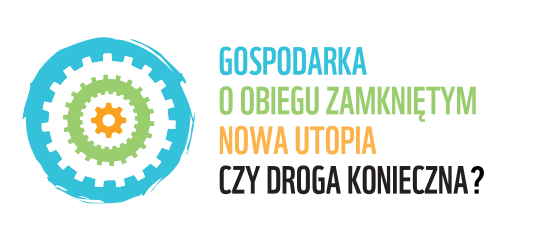 GOSPODARKA
O OBIEGU ZAMKNIĘTYM
NOWA UTOPIA
CZY DROGA KONIECZNA?